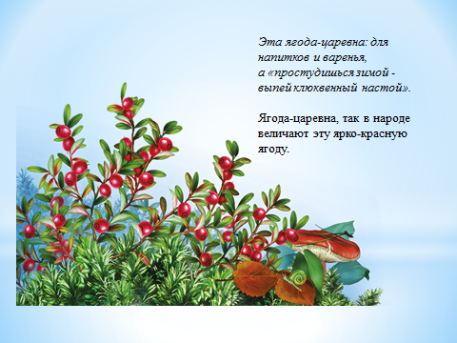 Эта ягода-царевна: для
напитков и варенья,
а «простудишься зимой -
выпей клюквенный настой».
Ягода-царевна, так в народе
величают эту ярко-красную
ягоду.